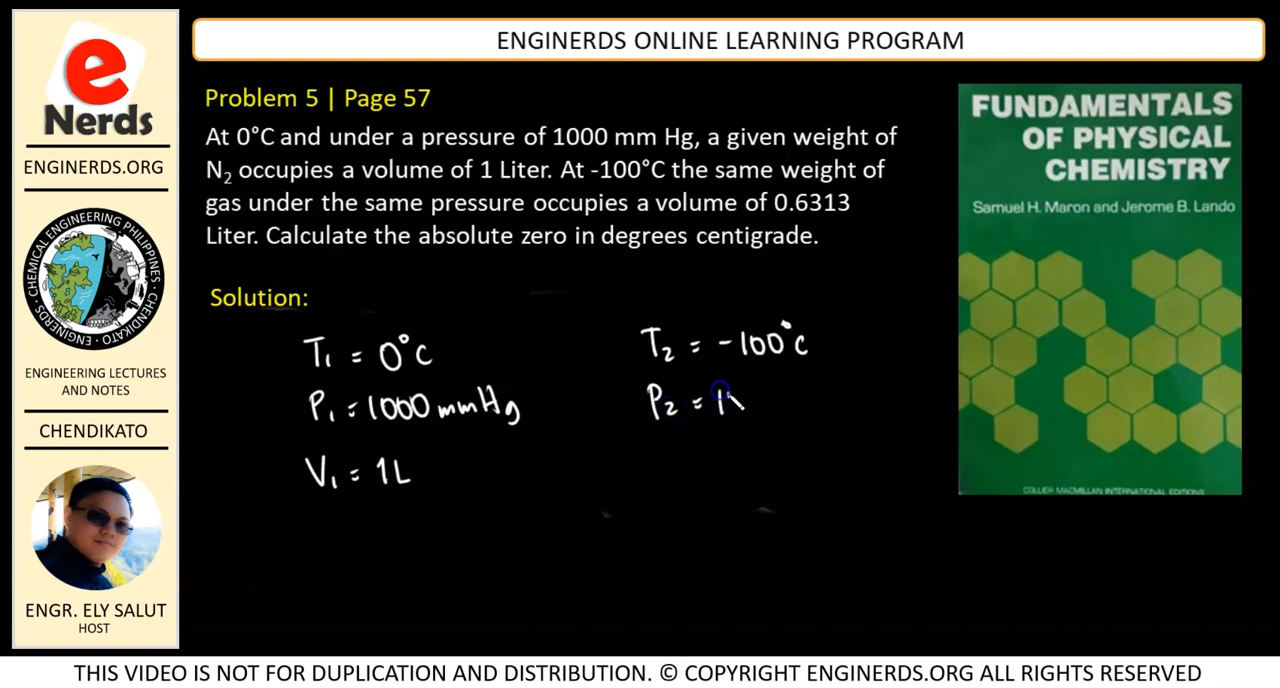 e
Nerds
ENGINERDS.ORG
CHEMICAL ENGINEERING PHILIPPINES
ENGINERDS · CHENDIKATO
ENGINEERING LECTURES
AND NOTES
CHENDIKATO
ENGR. ELY SALUT
HOST
ENGINERDS ONLINE LEARNING PROGRAM
Problem 5 | Page 57
At 0°C and under a pressure of 1000 mm Hg, a given weight of
N₂ occupies a volume of 1 Liter. At -100°C the same weight of
gas under the same pressure occupies a volume of 0.6313
Liter. Calculate the absolute zero in degrees centigrade.
Solution:
T₁ = 0°C
P₁ = 1000 mmHg
V₁ = 1L
T₂ = -100°C
P₂ = 1
FUNDAMENTALS
OF PHYSICAL
CHEMISTRY
Samuel H. Maron and Jerome B. Lando
COLLIER MACMILLAN INTERNATIONAL EDITIONS
THIS VIDEO IS NOT FOR DUPLICATION AND DISTRIBUTION. © COPYRIGHT ENGINERDS.ORG ALL RIGHTS RESERVED